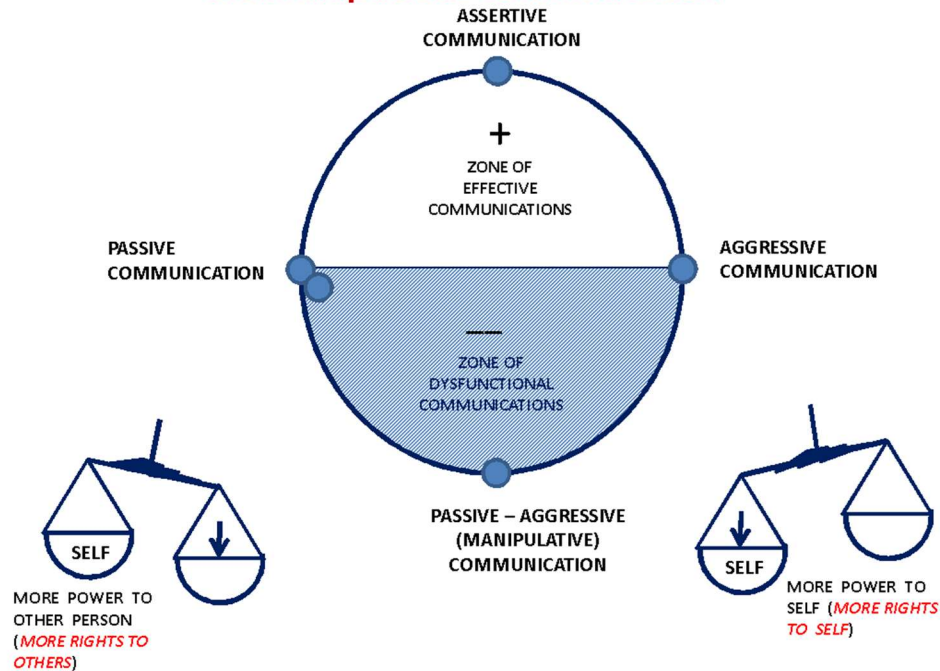 ASSERTIVE
COMMUNICATION
+
ZONE OF
EFFECTIVE
COMMUNICATIONS
PASSIVE
COMMUNICATION
AGGRESSIVE
COMMUNICATION
—
ZONE OF
DYSFUNCTIONAL
COMMUNICATIONS
PASSIVE – AGGRESSIVE
(MANIPULATIVE)
COMMUNICATION
SELF
MORE POWER TO
OTHER PERSON
(MORE RIGHTS TO
OTHERS)
SELF
MORE POWER TO
SELF (MORE RIGHTS
TO SELF)